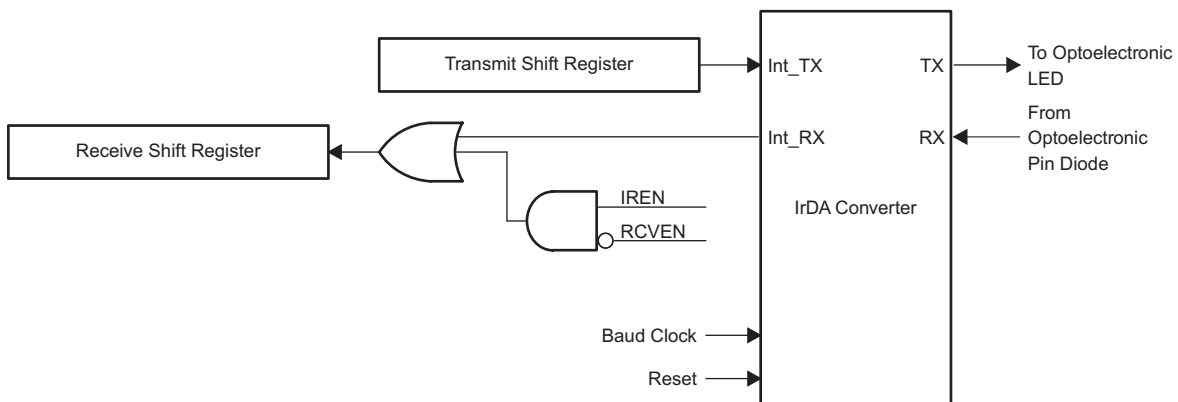 Transmit Shift Register
Int_TX
TX
To Optoelectronic
LED
Receive Shift Register
Int_RX
RX
From
Optoelectronic
Pin Diode
IREN
RCVEN
IrDA Converter
Baud Clock
Reset